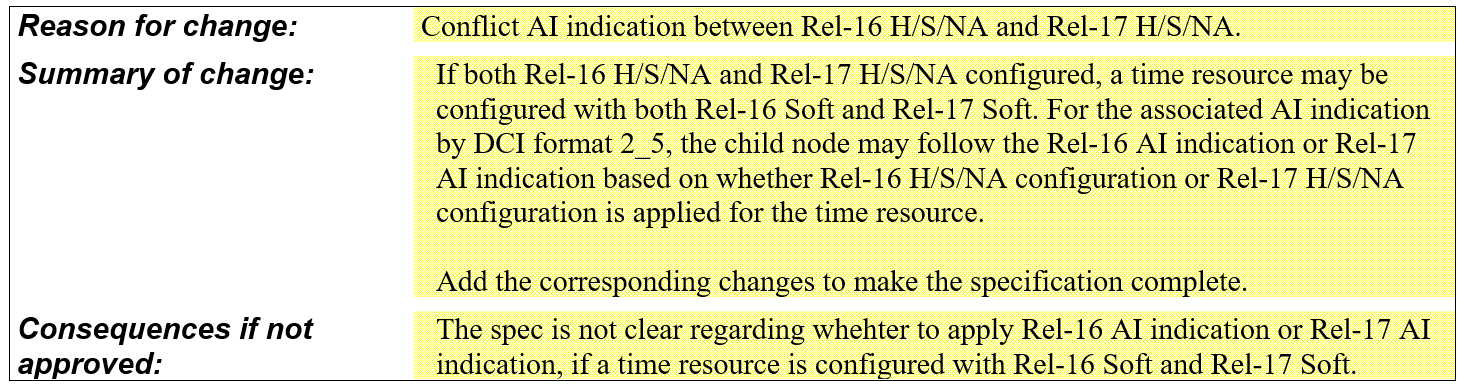 Reason for change: Conflict AI indication between Rel-16 H/S/NA and Rel-17 H/S/NA.
Summary of change: If both Rel-16 H/S/NA and Rel-17 H/S/NA configured, a time resource may be
configured with both Rel-16 Soft and Rel-17 Soft. For the associated AI indication
by DCI format 2_5, the child node may follow the Rel-16 AI indication or Rel-17
AI indication based on whether Rel-16 H/S/NA configuration or Rel-17 H/S/NA
configuration is applied for the time resource.
Add the corresponding changes to make the specification complete.
Consequences if not approved: The spec is not clear regarding whehter to apply Rel-16 AI indication or Rel-17 AI
indication, if a time resource is configured with Rel-16 Soft and Rel-17 Soft.